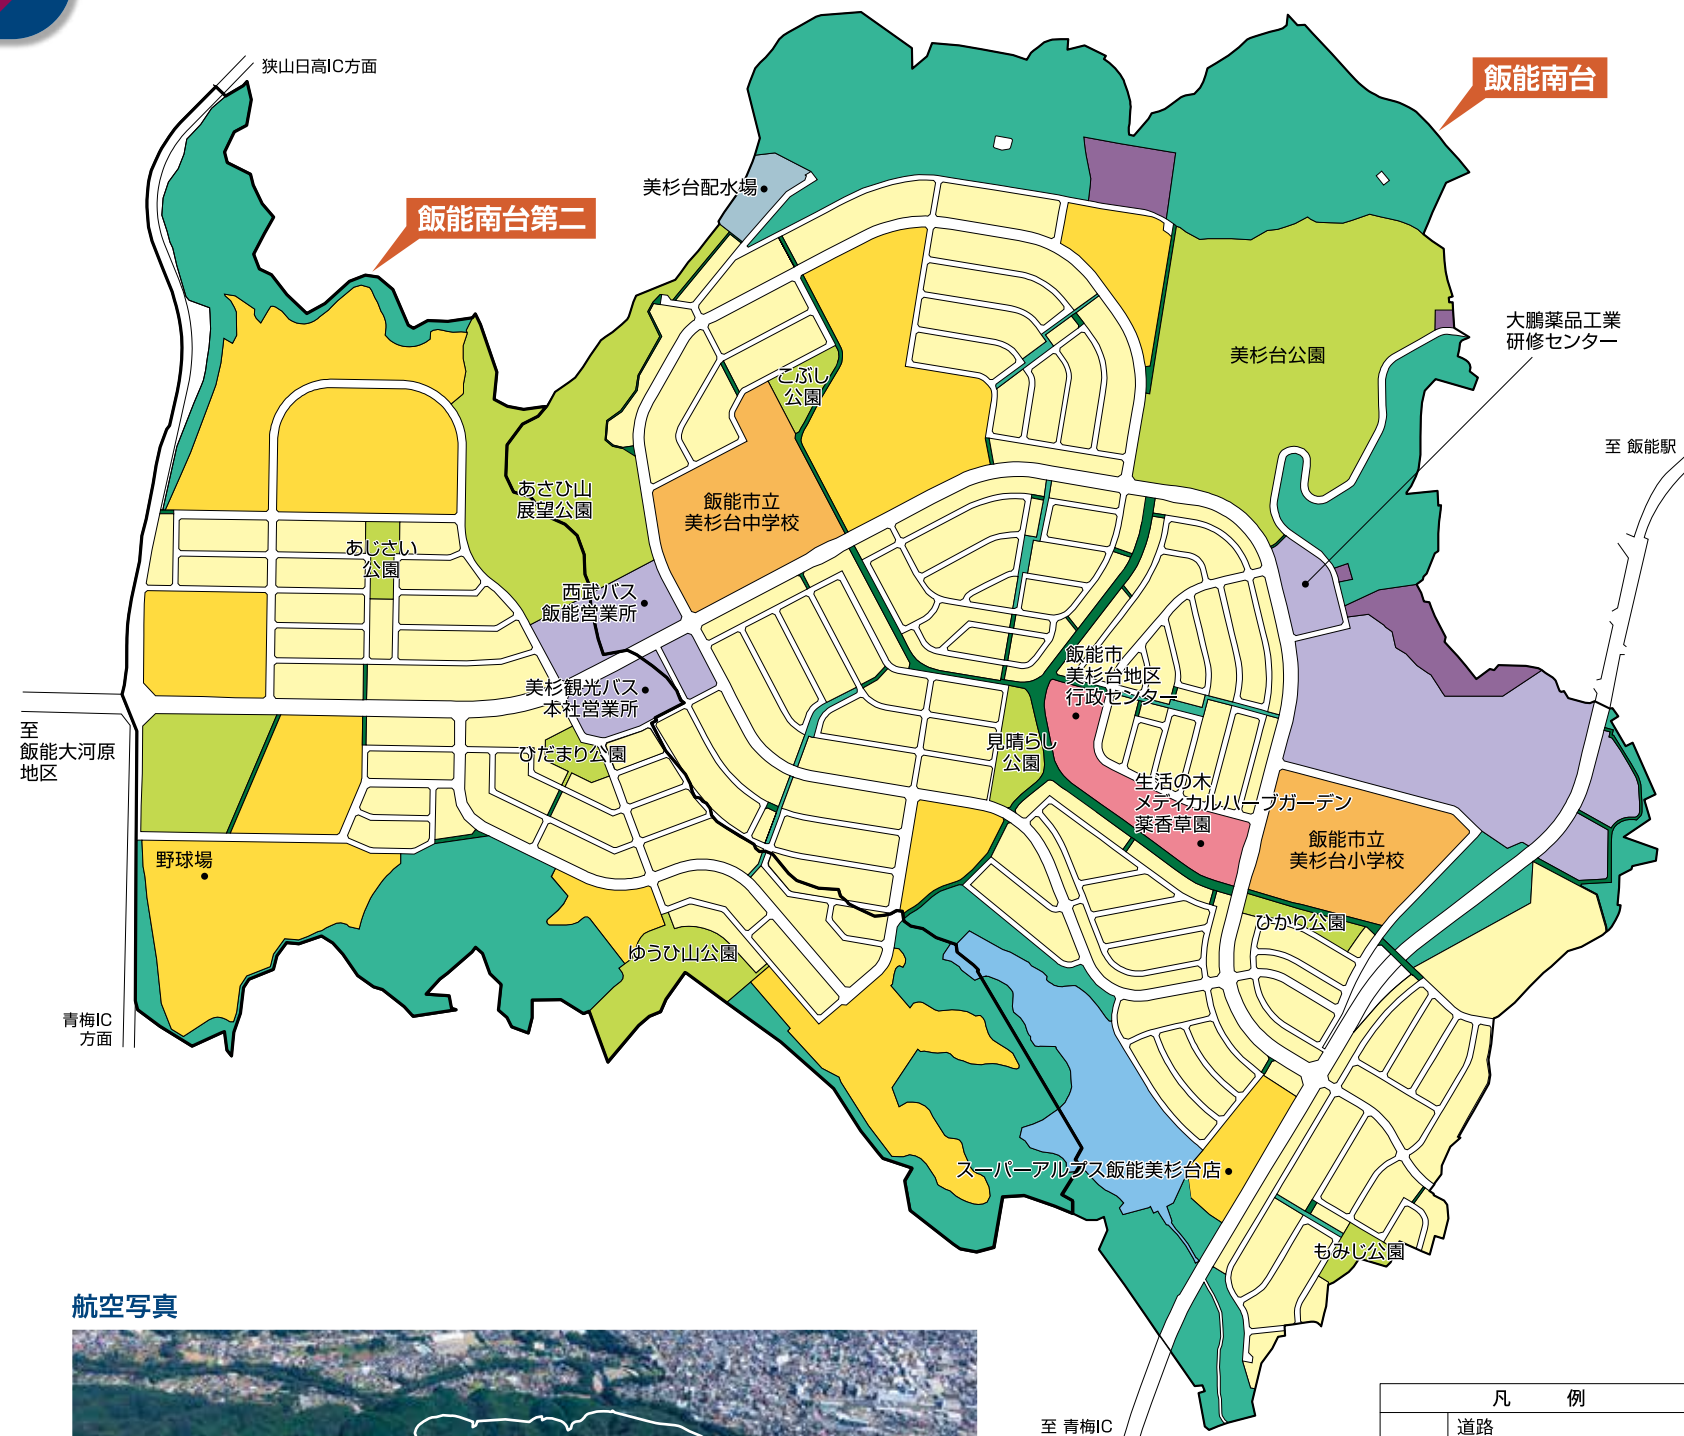 狭山日高IC方面
飯能南台
美杉台配水場
飯能南台第二
大鵬薬品工業
研修センター
美杉台公園
こぶし
公園
至 飯能駅
あさひ山
展望公園
飯能市立
美杉台中学校
あじさい
公園
西武バス
飯能営業所
飯能市
美杉台地区
行政センター
美杉観光バス
本社営業所
至
飯能大河原
地区
ひだまり公園
見晴らし
公園
生活の木
メディカルハーブガーデン
薬香草園
飯能市立
美杉台小学校
野球場
ひかり公園
ゆうひ山公園
青梅IC
方面
スーパーアルプス飯能美杉台店
もみじ公園
航空写真
凡 例
道路
至 青梅IC